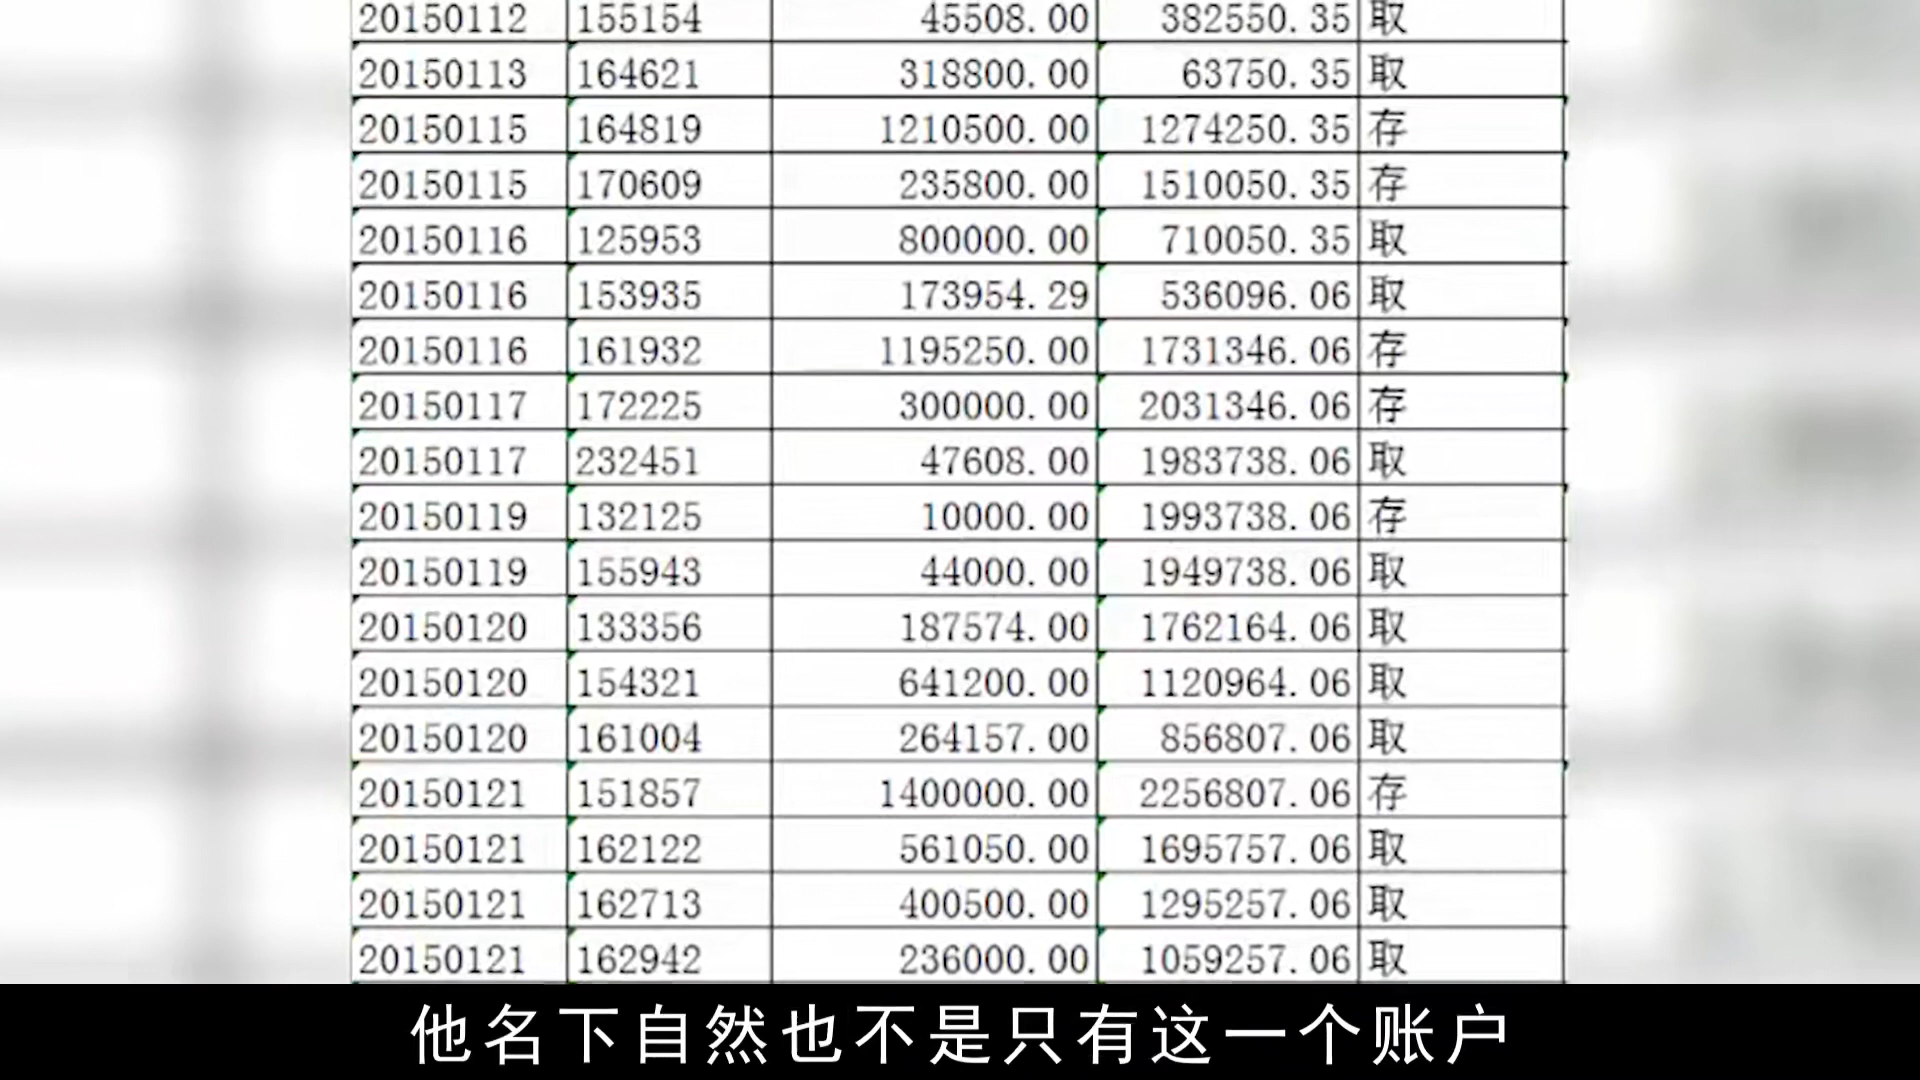 20150112 155154 45508.00 382550.35 取
20150113 164621 318800.00 63750.35 取
20150115 164819 1210500.00 1274250.35 存
20150115 170609 235800.00 1510050.35 存
20150116 125953 800000.00 710050.35 取
20150116 153935 173954.29 536096.06 取
20150116 161932 1195250.00 1731346.06 存
20150117 172225 300000.00 2031346.06 存
20150117 232451 47608.00 1983738.06 取
20150119 132125 10000.00 1993738.06 存
20150119 155943 44000.00 1949738.06 取
20150120 133356 187574.00 1762164.06 取
20150120 154321 641200.00 1120964.06 取
20150120 161004 264157.00 856807.06 取
20150121 151857 1400000.00 2256807.06 存
20150121 162122 561050.00 1695757.06 取
20150121 162713 400500.00 1295257.06 取
20150121 162942 236000.00 1059257.06 取
他名下自然也不是只有这一个账户